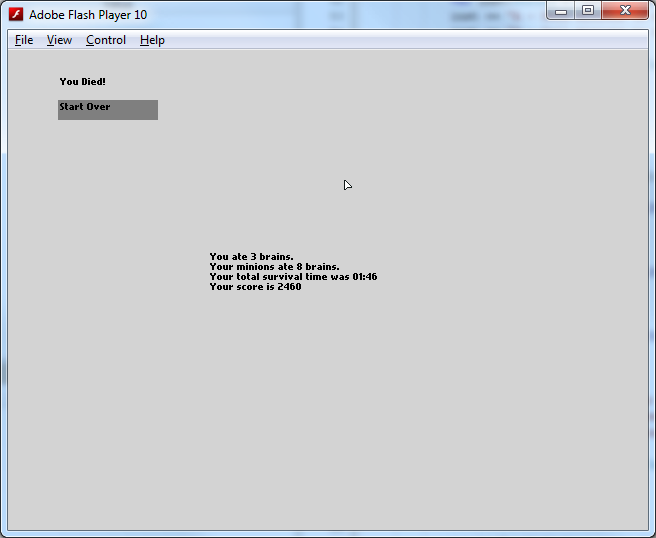 Adobe Flash Player 10
File View Control Help
You Died!
Start Over
You ate 3 brains.
Your minions ate 8 brains.
Your total survival time was 01:46
Your score is 2460